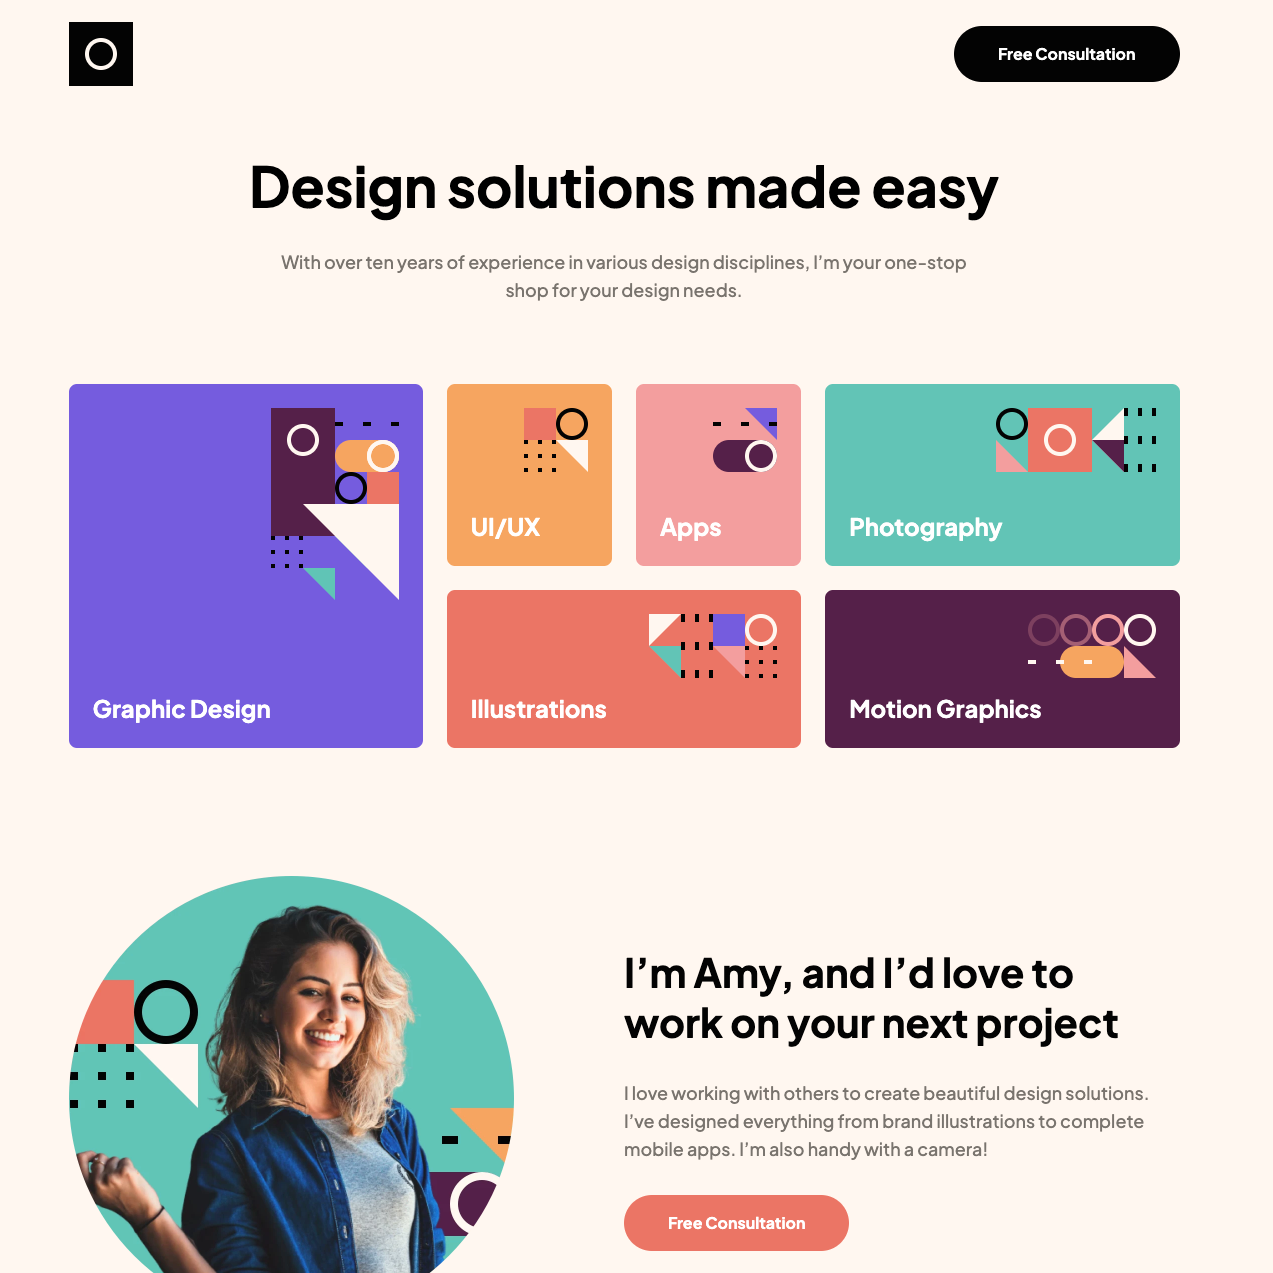 Free Consultation
Design solutions made easy
With over ten years of experience in various design disciplines, I’m your one-stop
shop for your design needs.
Graphic Design
UI/UX
Apps
Photography
Illustrations
Motion Graphics
I’m Amy, and I’d love to
work on your next project
I love working with others to create beautiful design solutions.
I’ve designed everything from brand illustrations to complete
mobile apps. I’m also handy with a camera!
Free Consultation